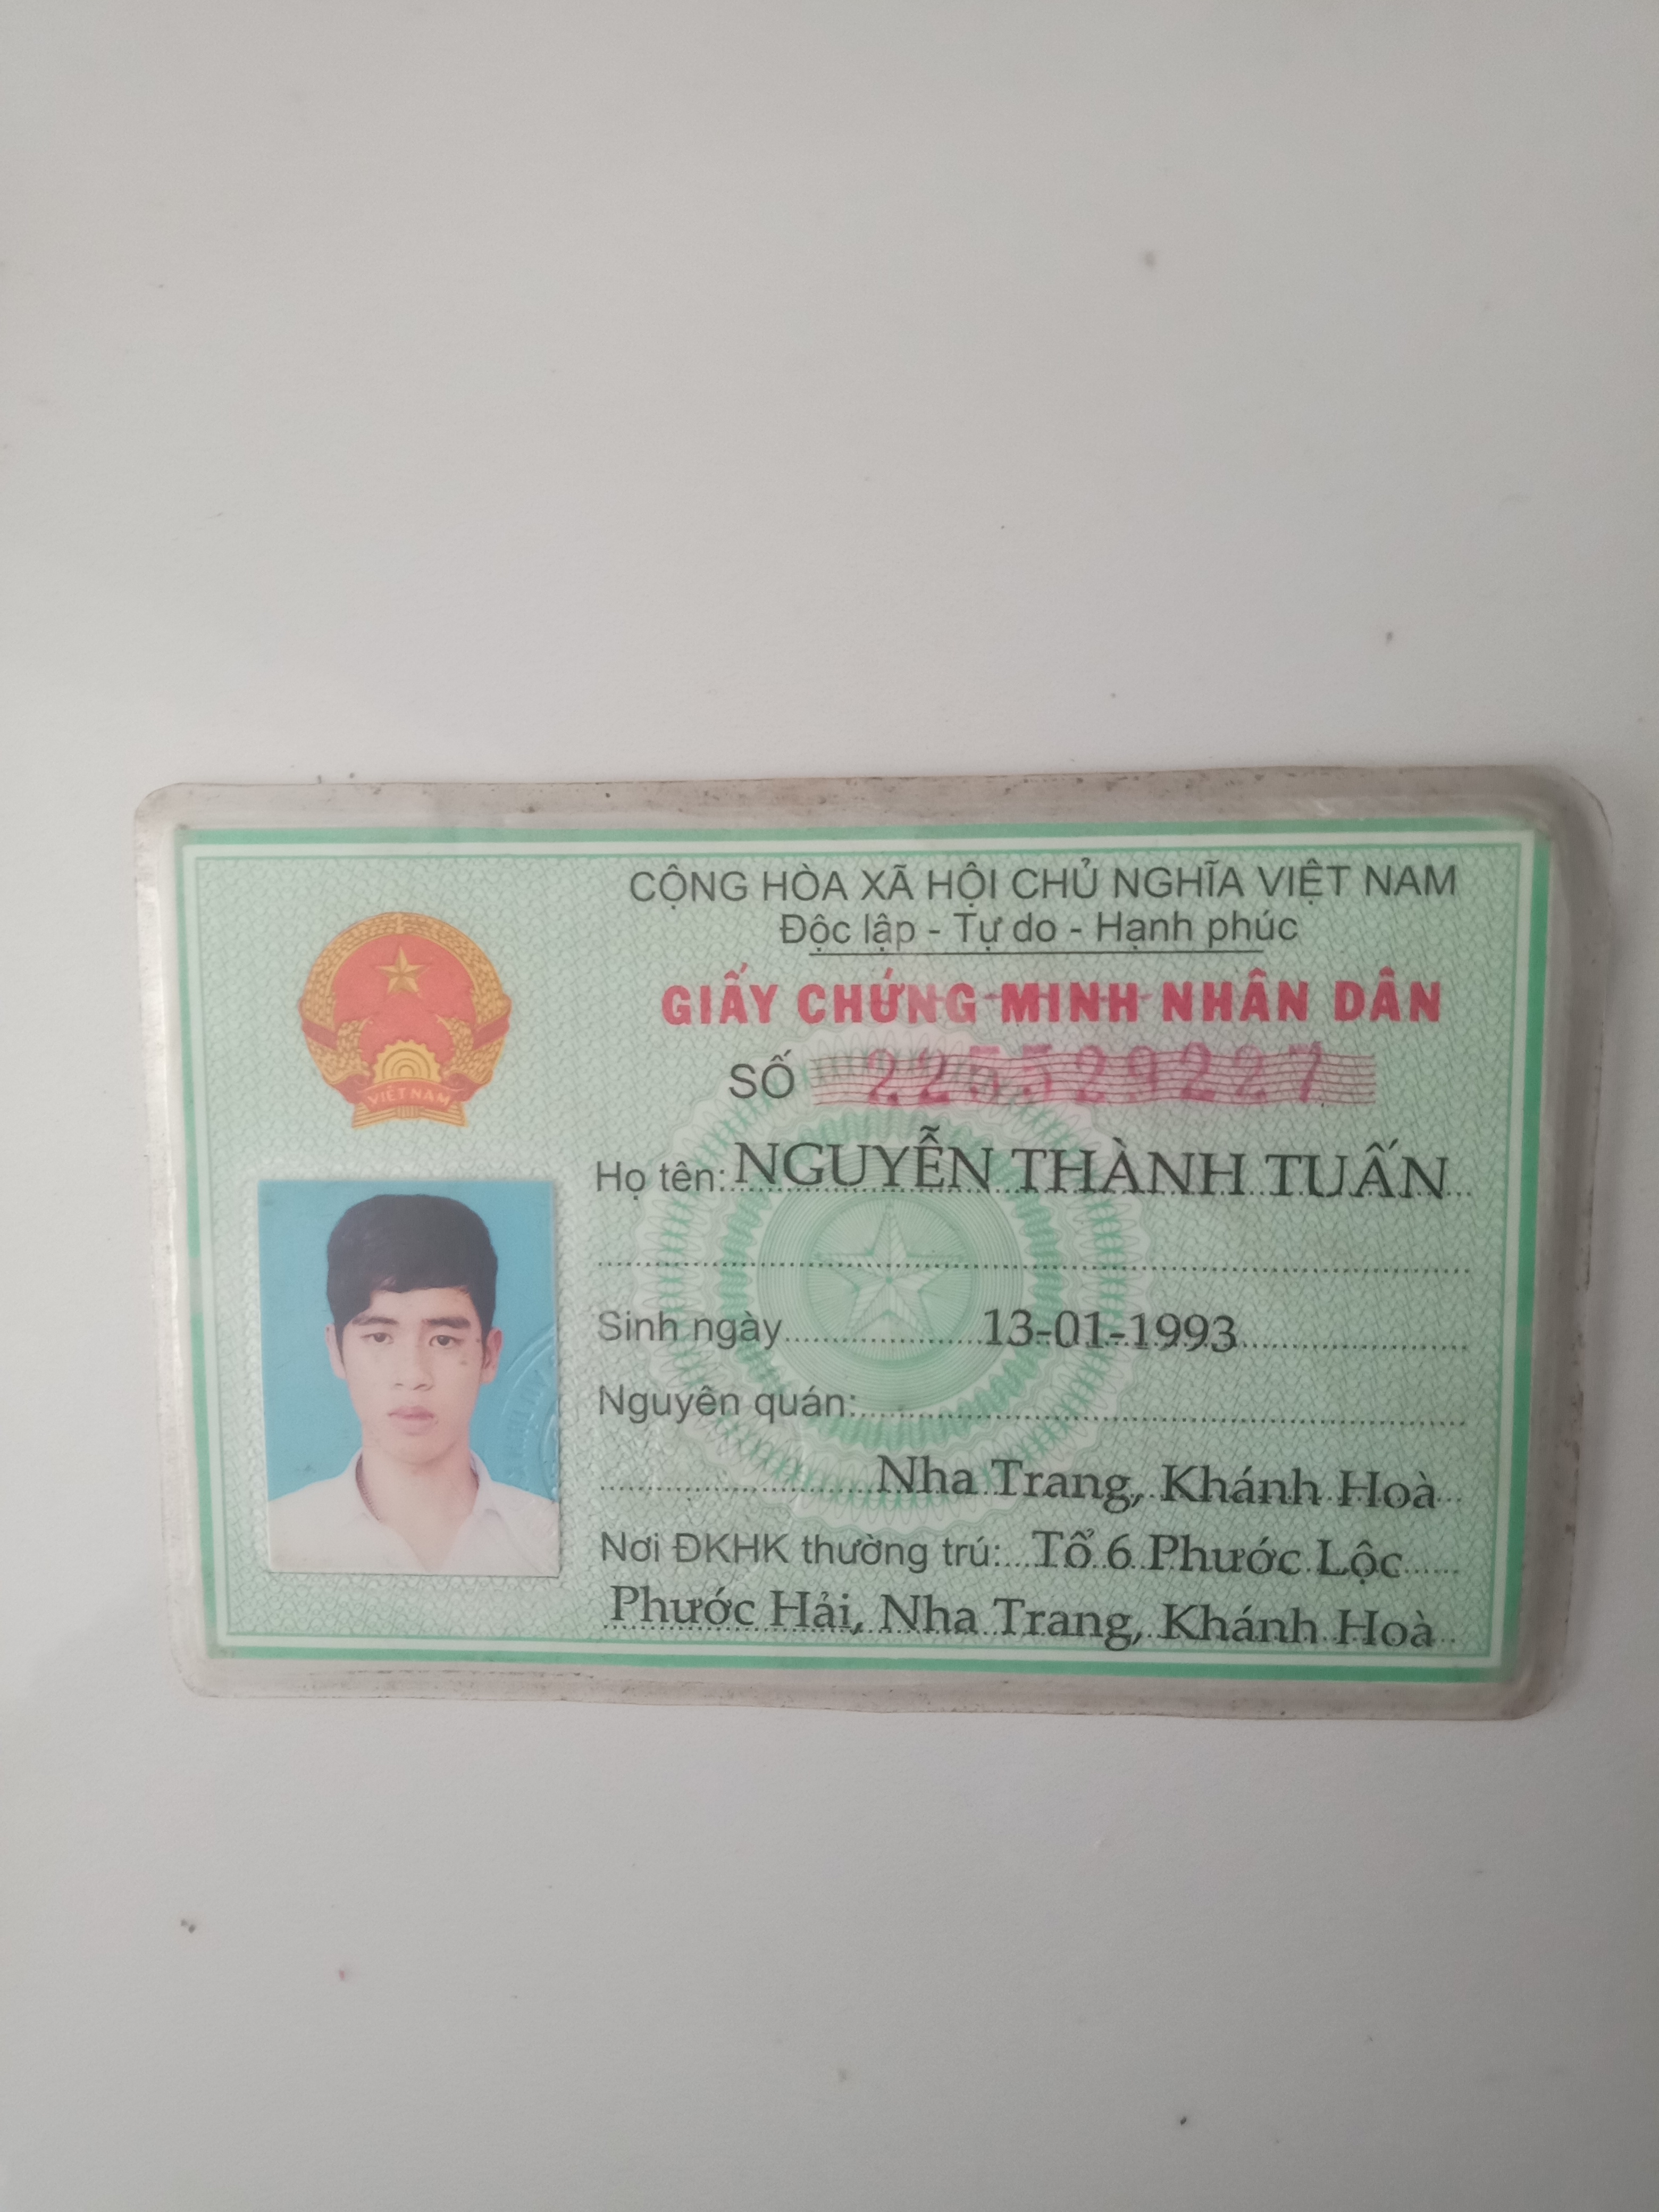 CỘNG HÒA XÃ HỘI CHỦ NGHĨA VIỆT NAM
Độc lập - Tự do - Hạnh phúc
GIẤY CHỨNG MINH NHÂN DÂN
SỐ 225529227
VIỆT NAM
Họ tên: NGUYỄN THÀNH TUẤN
Sinh ngày 13-01-1993
Nguyên quán:
Nha Trang, Khánh Hoà
Nơi ĐKHK thường trú: Tổ 6 Phước Lộc
Phước Hải, Nha Trang, Khánh Hoà